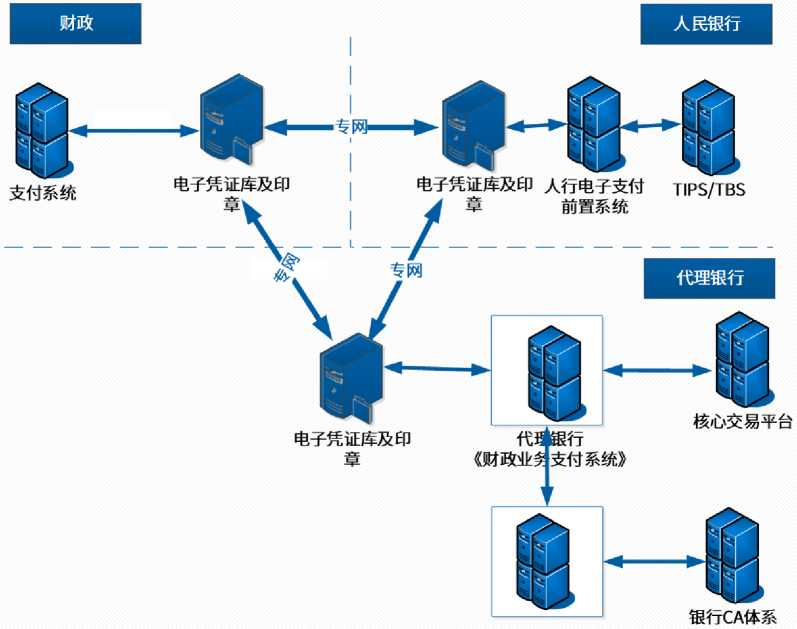 财政
人民银行
专网
支付系统
电子凭证库及印
章
电子凭证库及印
章
人行电子支付
前置系统
TIPS/TBS
专网
专网
代理银行
电子凭证库及印
章
代理银行
《财政业务支付系统》
核心交易平台
银行CA体系